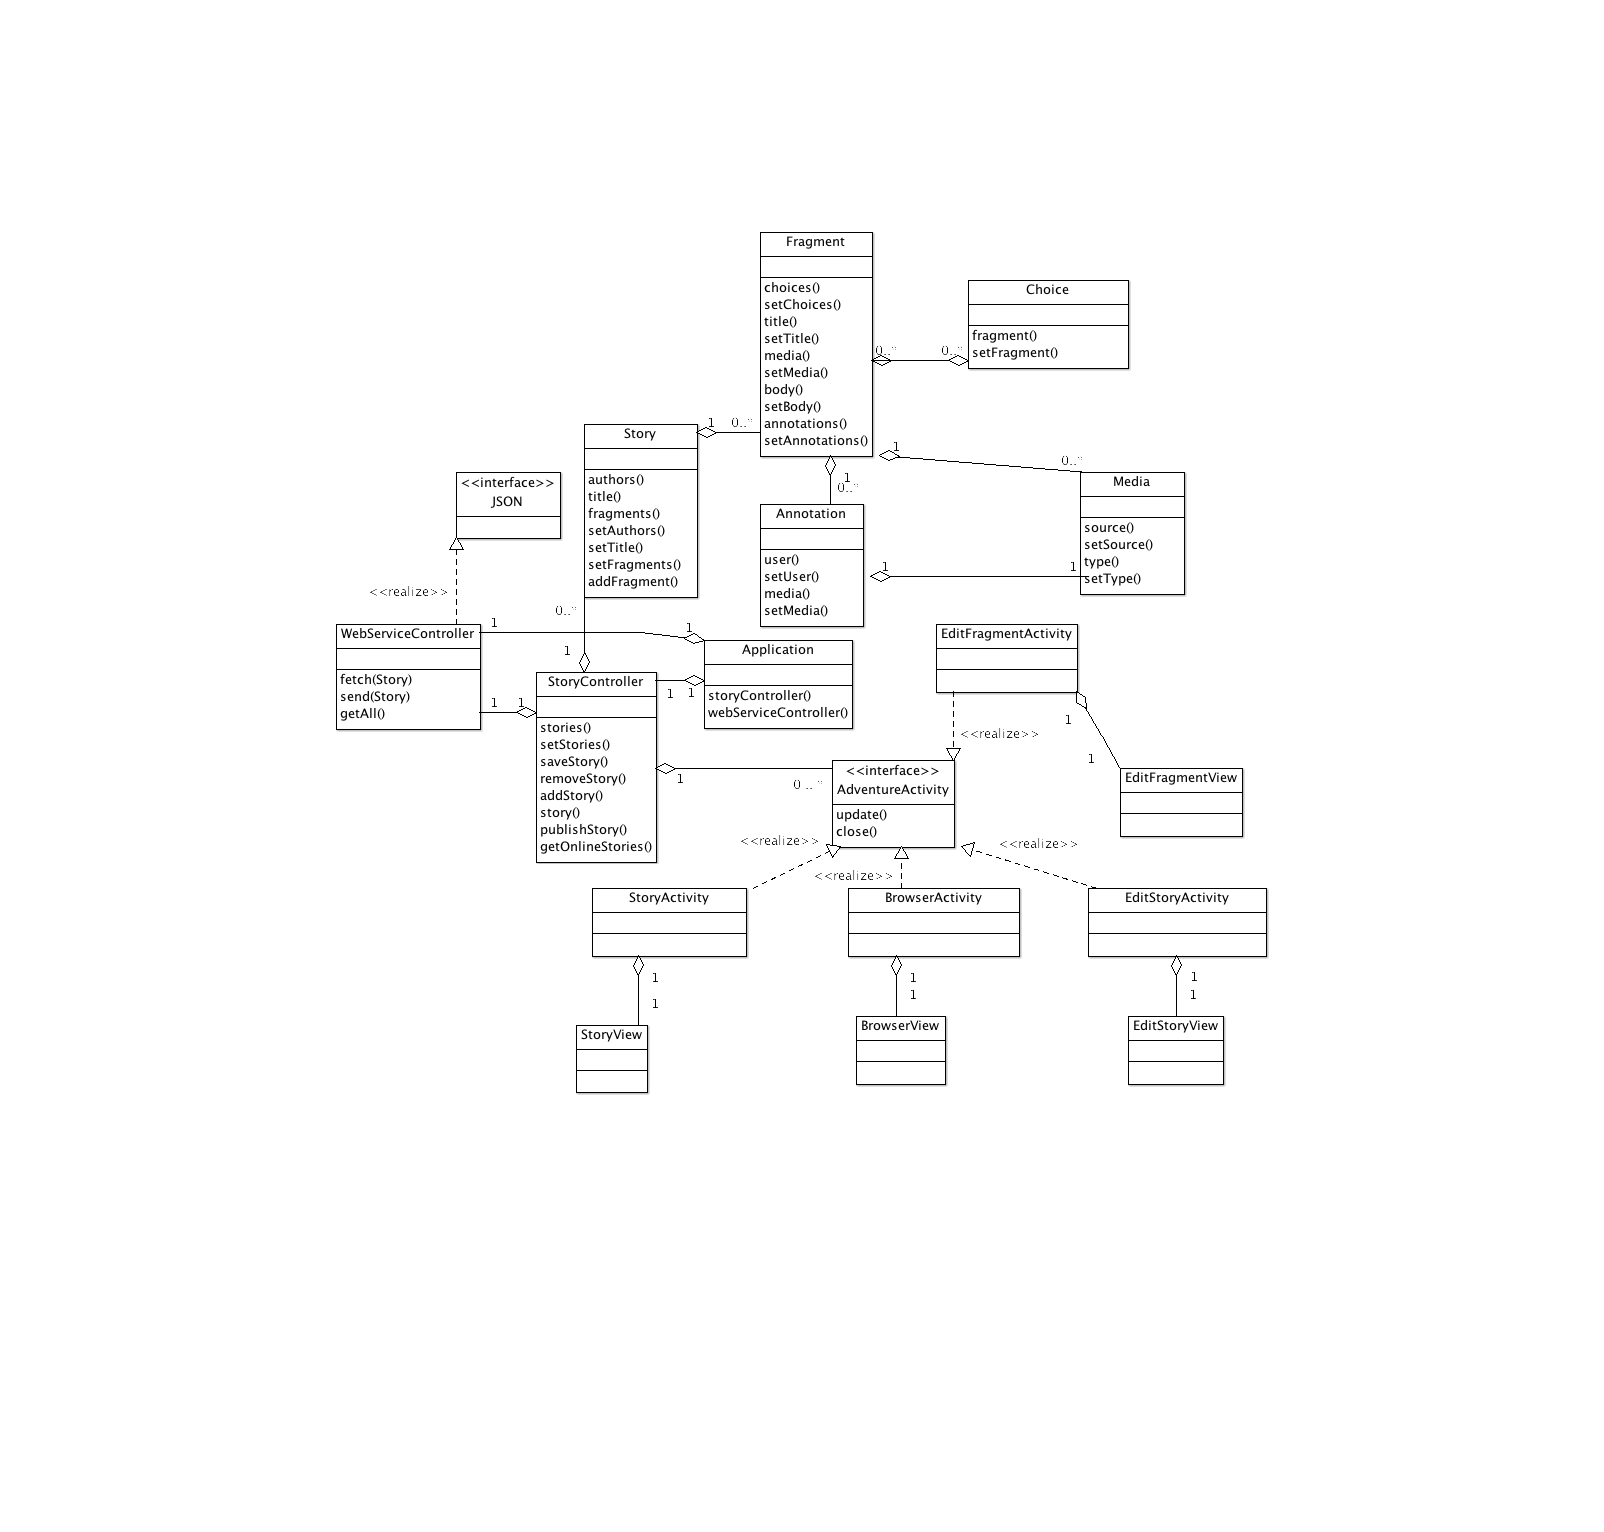 Fragment
choices()
setChoices()
title()
setTitle()
media()
setMedia()
body()
setBody()
annotations()
setAnnotations()
Choice
fragment()
setFragment()
0..*
0..*
Story
authors()
title()
fragments()
setAuthors()
setTitle()
setFragments()
addFragment()
1
0..*
1
0..*
1
0..*
<<interface>>
JSON
Annotation
user()
setUser()
media()
setMedia()
Media
source()
setSource()
type()
setType()
1
1
<<realize>>
0..*
1
WebServiceController
fetch(Story)
send(Story)
getAll()
1
1
1
1
StoryController
stories()
setStories()
saveStory()
removeStory()
addStory()
story()
publishStory()
getOnlineStories()
1
1
Application
storyController()
webServiceController()
EditFragmentActivity
1
1
<<realize>>
EditFragmentView
1
0 .. *
<<interface>>
AdventureActivity
update()
close()
<<realize>>
<<realize>>
<<realize>>
StoryActivity
BrowserActivity
EditStoryActivity
1
1
1
1
1
1
StoryView
BrowserView
EditStoryView